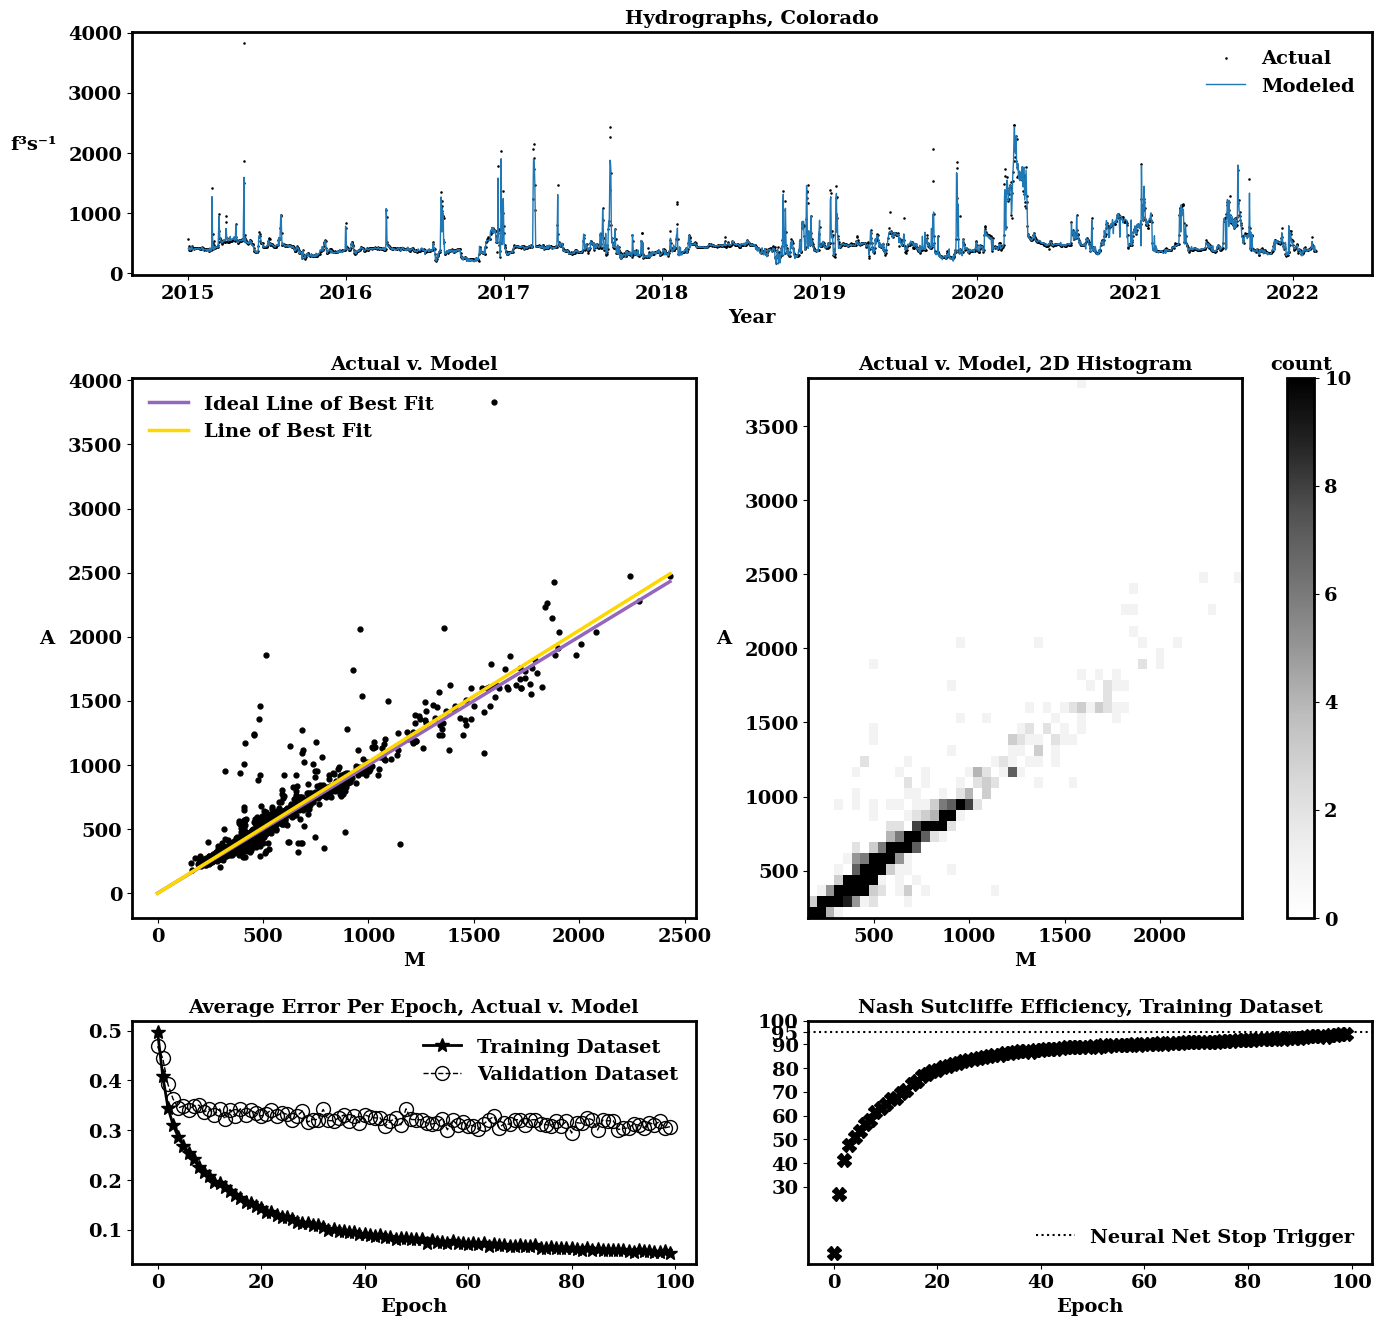 Hydrographs, Colorado
4000
3000
2000
1000
0
f³s⁻¹
Actual
Modeled
2015 2016 2017 2018 2019 2020 2021 2022
Year
Actual v. Model
4000
3500
3000
2500
2000
1500
1000
500
0
A
Ideal Line of Best Fit
Line of Best Fit
0 500 1000 1500 2000 2500
M
Actual v. Model, 2D Histogram
3500
3000
2500
2000
1500
1000
500
A
500 1000 1500 2000
M
count
10
8
6
4
2
0
Average Error Per Epoch, Actual v. Model
0.5
0.4
0.3
0.2
0.1
Training Dataset
Validation Dataset
0 20 40 60 80 100
Epoch
Nash Sutcliffe Efficiency, Training Dataset
100
95
90
80
70
60
50
40
30
Neural Net Stop Trigger
0 20 40 60 80 100
Epoch